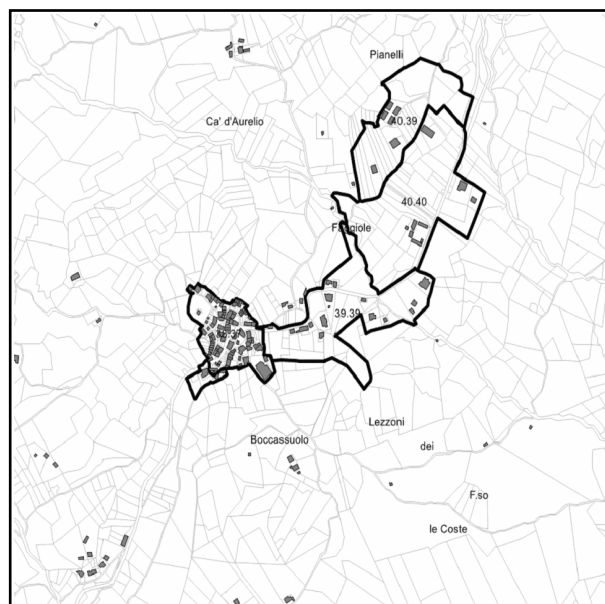 Pianelli
40.39
Ca' d'Aurelio
40.40
Faggiole
39.39
Lezzoni
Boccassuolo
dei
F.so
le Coste